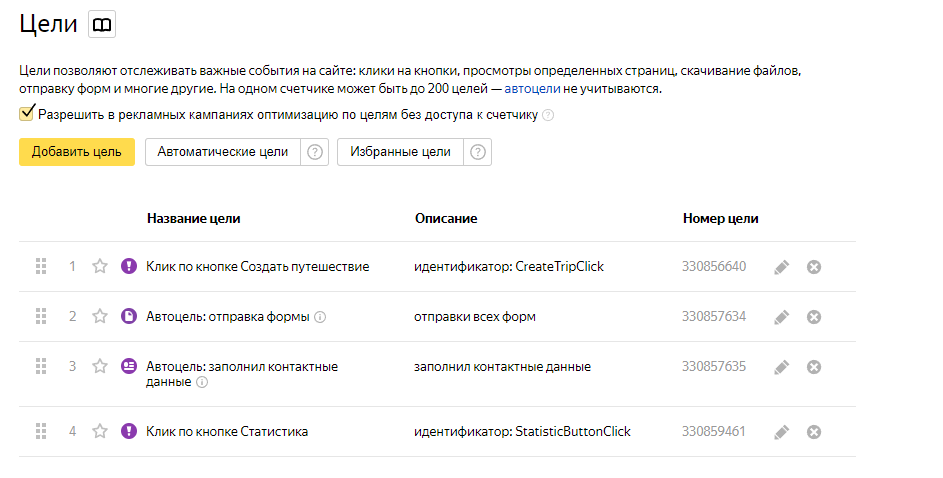 Цели
Цели позволяют отслеживать важные события на сайте: клики на кнопки, просмотры определенных страниц, скачивание файлов,
отправку форм и многие другие. На одном счетчике может быть до 200 целей — автоцели не учитываются.
Разрешить в рекламных кампаниях оптимизацию по целям без доступа к счетчику ?
Добавить цель Автоматические цели ? Избранные цели ?
Название цели Описание Номер цели
1 Клик по кнопке Создать путешествие идентификатор: CreateTripClick 330856640
2 Автоцель: отправка формы отправки всех форм 330857634
3 Автоцель: заполнил контактные заполнил контактные данные 330857635
данные
4 Клик по кнопке Статистика идентификатор: StatisticButtonClick 330859461